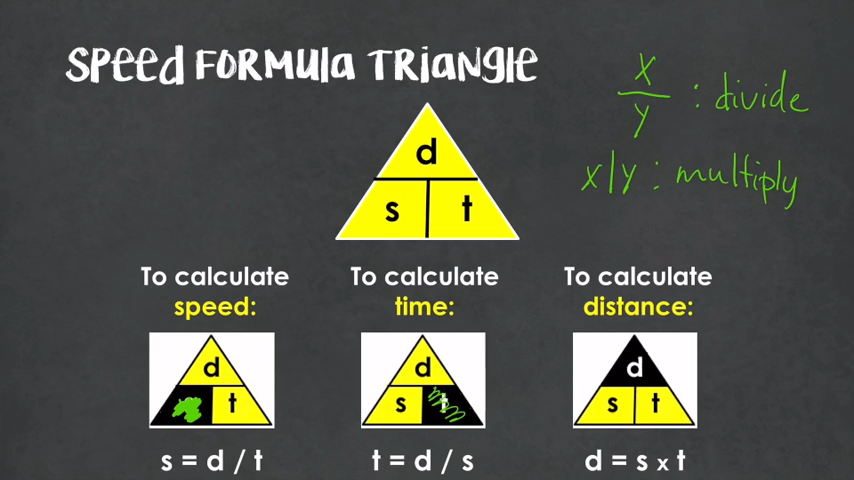 SPEED FORMULA TRIANGLE
x
y
: divide
x|y : multiply
d
s t
To calculate
speed:
To calculate
time:
To calculate
distance:
d
t
d
s t
d
s t
s = d / t
t = d / s
d = s x t